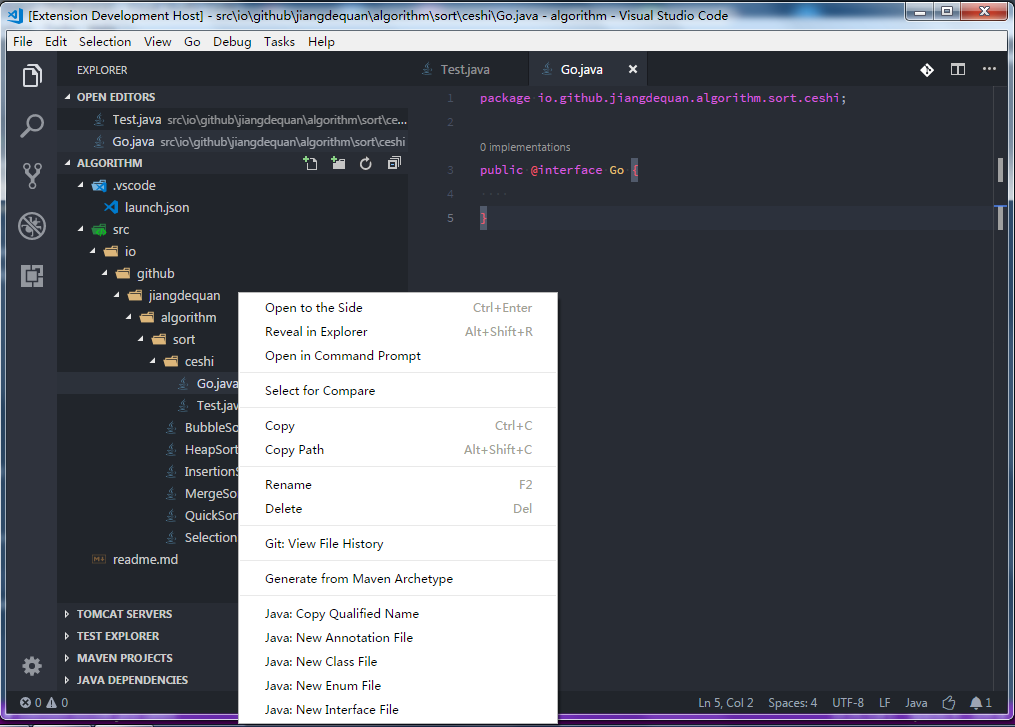 [Extension Development Host] - src\io\github\jiangdequan\algorithm\sort\ceshi\Go.java - algorithm - Visual Studio Code
File Edit Selection View Go Debug Tasks Help
EXPLORER
OPEN EDITORS
Test.java src\io\github\jiangdequan\algorithm\sort\ce...
Go.java src\io\github\jiangdequan\algorithm\sort\ceshi
ALGORITHM
.vscode
launch.json
src
io
github
jiangdequan
algorithm
sort
ceshi
Go.java
Test.jav
BubbleSo
HeapSort
InsertionS
MergeSo
QuickSor
Selection
M↓ readme.md
TOMCAT SERVERS
TEST EXPLORER
MAVEN PROJECTS
JAVA DEPENDENCIES
Test.java Go.java
1 package io.github.jiangdequan.algorithm.sort.ceshi;
2
0 implementations
3 public @interface Go {
4 ····
5 }
Open to the Side Ctrl+Enter
Reveal in Explorer Alt+Shift+R
Open in Command Prompt
Select for Compare
Copy Ctrl+C
Copy Path Alt+Shift+C
Rename F2
Delete Del
Git: View File History
Generate from Maven Archetype
Java: Copy Qualified Name
Java: New Annotation File
Java: New Class File
Java: New Enum File
Java: New Interface File
0 0 Ln 5, Col 2 Spaces: 4 UTF-8 LF Java 1